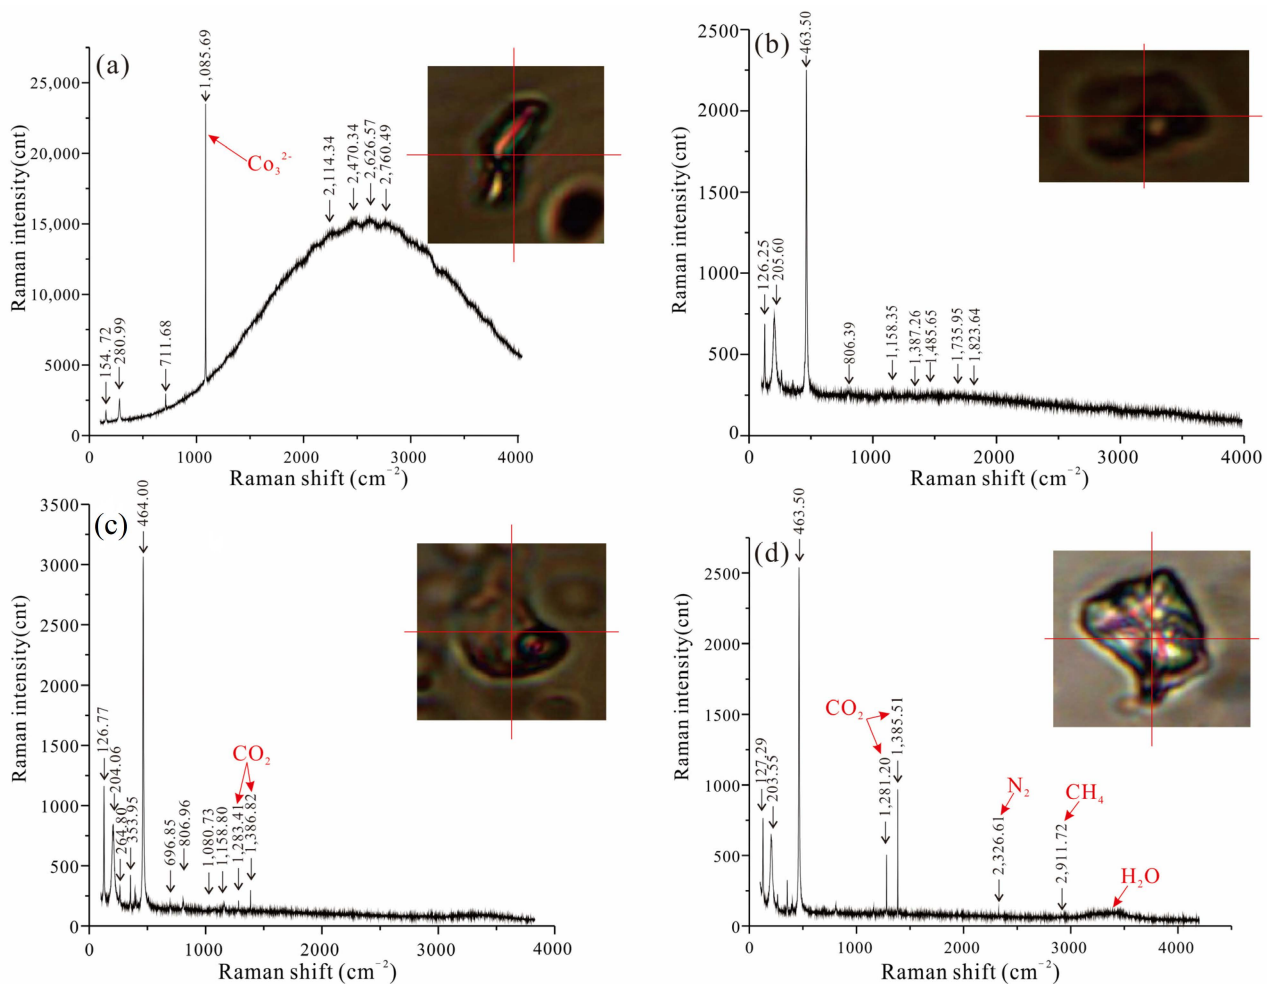 (a)
1,085.69
Co₃²⁻
2,114.34
2,470.34
2,626.57
2,760.49
154.72
280.99
711.68
25,000
20,000
15,000
10,000
5000
0
0 1000 2000 3000 4000
Raman intensity(cnt)
Raman shift (cm⁻²)
(b)
463.50
126.25
205.60
806.39
1,158.35
1,387.26
1,485.65
1,735.95
1,823.64
2500
2000
1500
1000
500
0
0 1000 2000 3000 4000
Raman intensity(cnt)
Raman shift (cm⁻²)
(c)
464.00
126.77
204.06
264.80
353.95
696.85
806.96
1,080.73
1,158.80
1,283.41
1,386.82
CO₂
3500
3000
2500
2000
1500
1000
500
0
0 1000 2000 3000 4000
Raman intensity(cnt)
Raman shift (cm⁻²)
(d)
463.50
127.29
203.55
CO₂
1,281.20
1,385.51
N₂
2,326.61
CH₄
2,911.72
H₂O
2500
2000
1500
1000
500
0
0 1000 2000 3000 4000
Raman intensity(cnt)
Raman shift (cm⁻²)